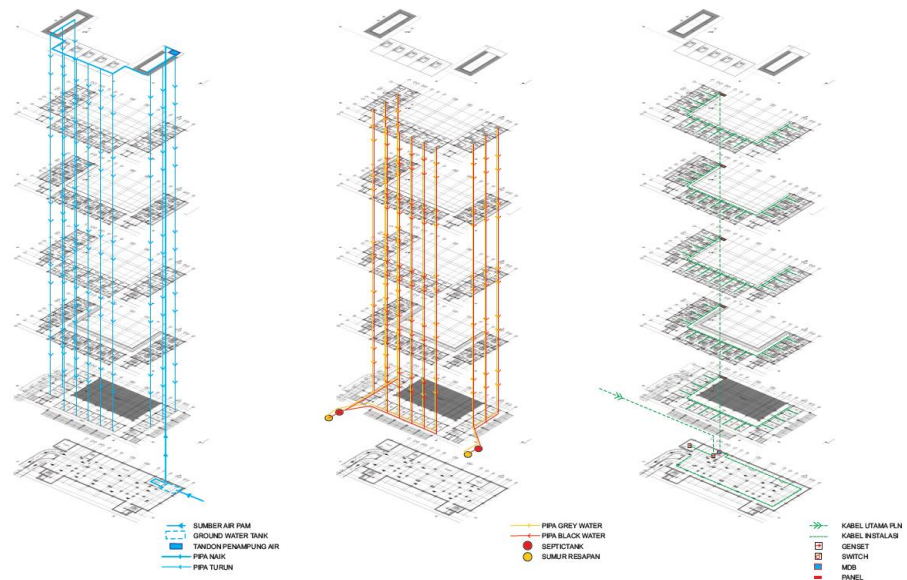 SUMBER AIR PAM
GROUND WATER TANK
TANDON PENAMPUNG AIR
PIPA NAIK
PIPA TURUN
PIPA GREY WATER
PIPA BLACK WATER
SEPTICTANK
SUMUR RESAPAN
KABEL UTAMA PLN
KABEL INSTALASI
GENSET
SWITCH
MDB
PANEL